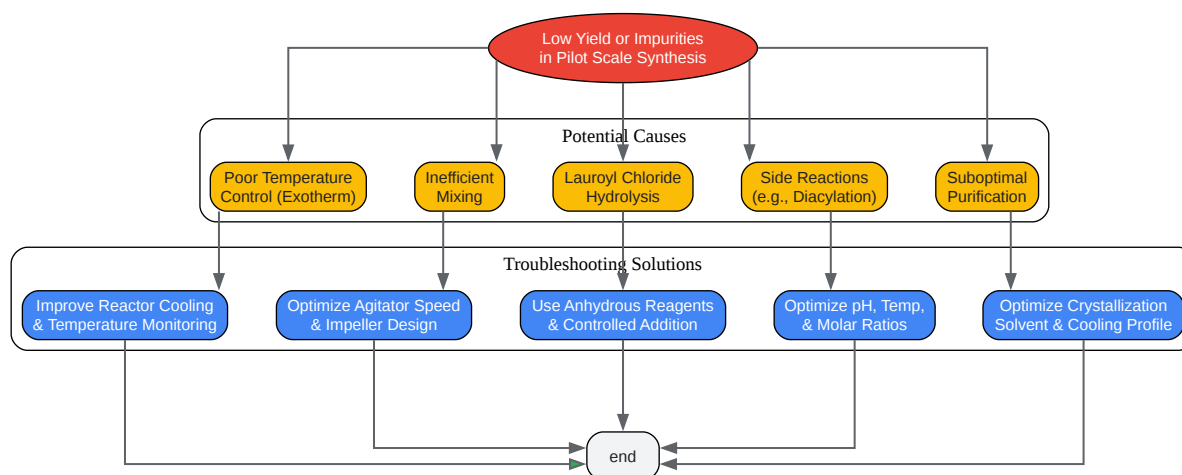 Low Yield or Impurities
in Pilot Scale Synthesis
Potential Causes
Poor Temperature
Control (Exotherm)
Inefficient
Mixing
Lauroyl Chloride
Hydrolysis
Side Reactions
(e.g., Diacylation)
Suboptimal
Purification
Troubleshooting Solutions
Improve Reactor Cooling
& Temperature Monitoring
Optimize Agitator Speed
& Impeller Design
Use Anhydrous Reagents
& Controlled Addition
Optimize pH, Temp,
& Molar Ratios
Optimize Crystallization
Solvent & Cooling Profile
end